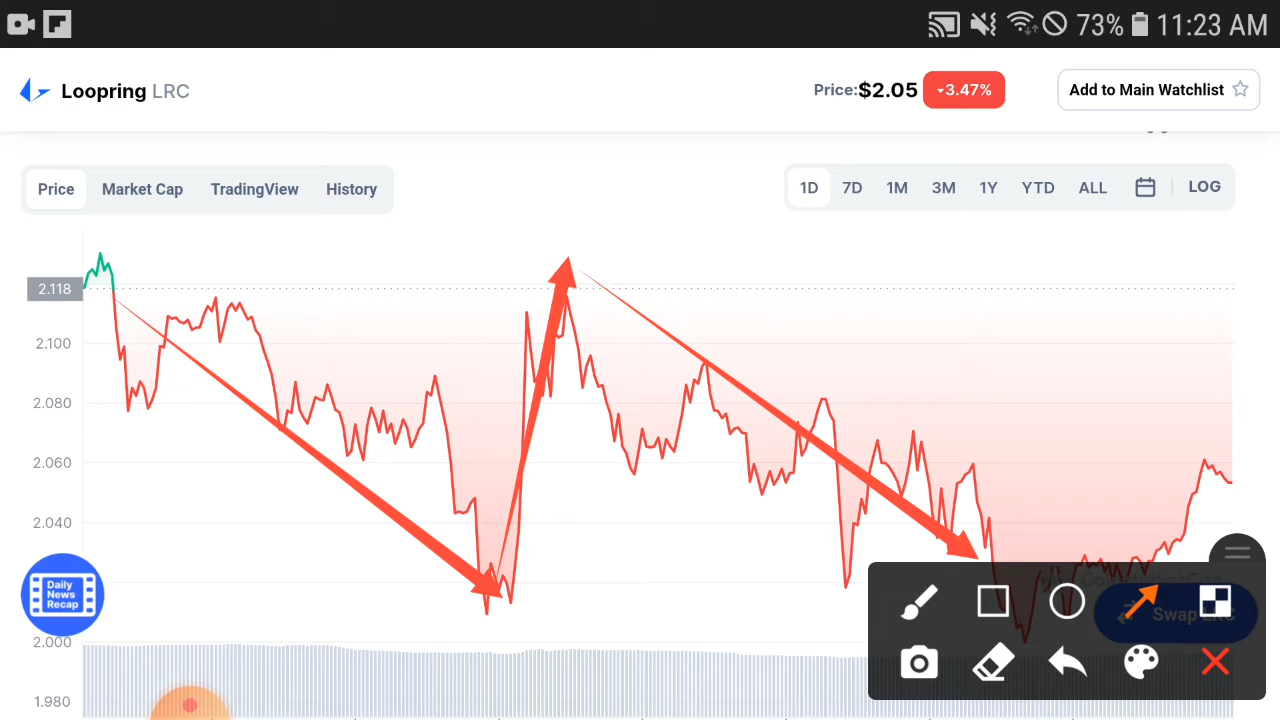 73% 11:23 AM
Loopring LRC
Price:$2.05 3.47%
Add to Main Watchlist
Price Market Cap TradingView History
1D 7D 1M 3M 1Y YTD ALL LOG
2.118
2.100
2.080
2.060
2.040
2.000
1.980
Daily
News
Recap
Swap LRC